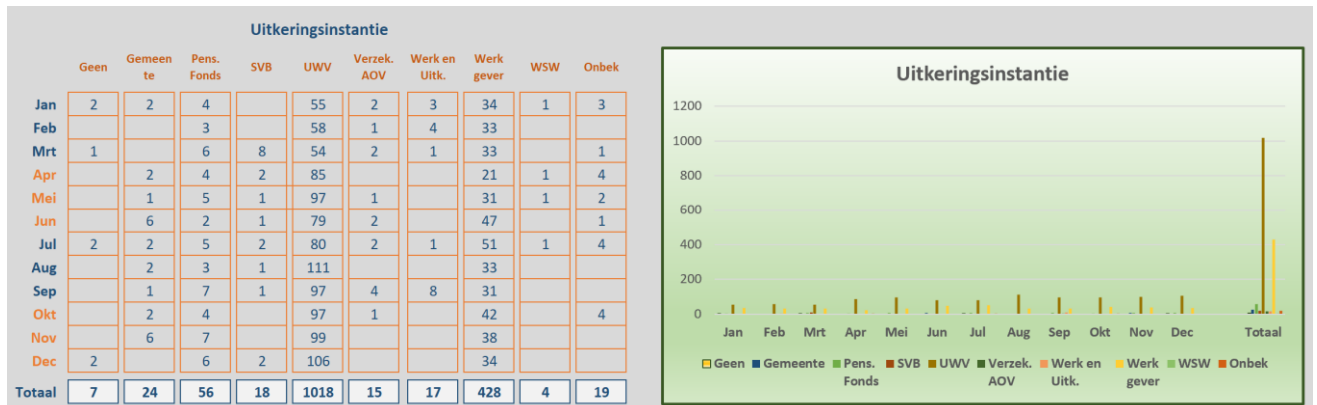 Uitkeringsinstantie
Geen Gemeen te Pens. Fonds SVB UWV Verzek. AOV Werk en Uitk. Werk gever WSW Onbek
Jan 2 2 4 55 2 3 34 1 3
Feb 3 58 1 4 33
Mrt 1 6 8 54 2 1 33 1
Apr 2 4 2 85 21 1 4
Mei 1 5 1 97 1 31 1 2
Jun 6 2 1 79 2 47 1
Jul 2 2 5 2 80 2 1 51 1 4
Aug 2 3 1 111 33
Sep 1 7 1 97 4 8 31
Okt 2 4 97 1 42 4
Nov 6 7 99 38
Dec 2 6 2 106 34
Totaal 7 24 56 18 1018 15 17 428 4 19
Uitkeringsinstantie
1200
1000
800
600
400
200
0
Jan Feb Mrt Apr Mei Jun Jul Aug Sep Okt Nov Dec Totaal
Geen Gemeente Pens. Fonds SVB UWV Verzek. AOV Werk en Uitk. Werk gever WSW Onbek